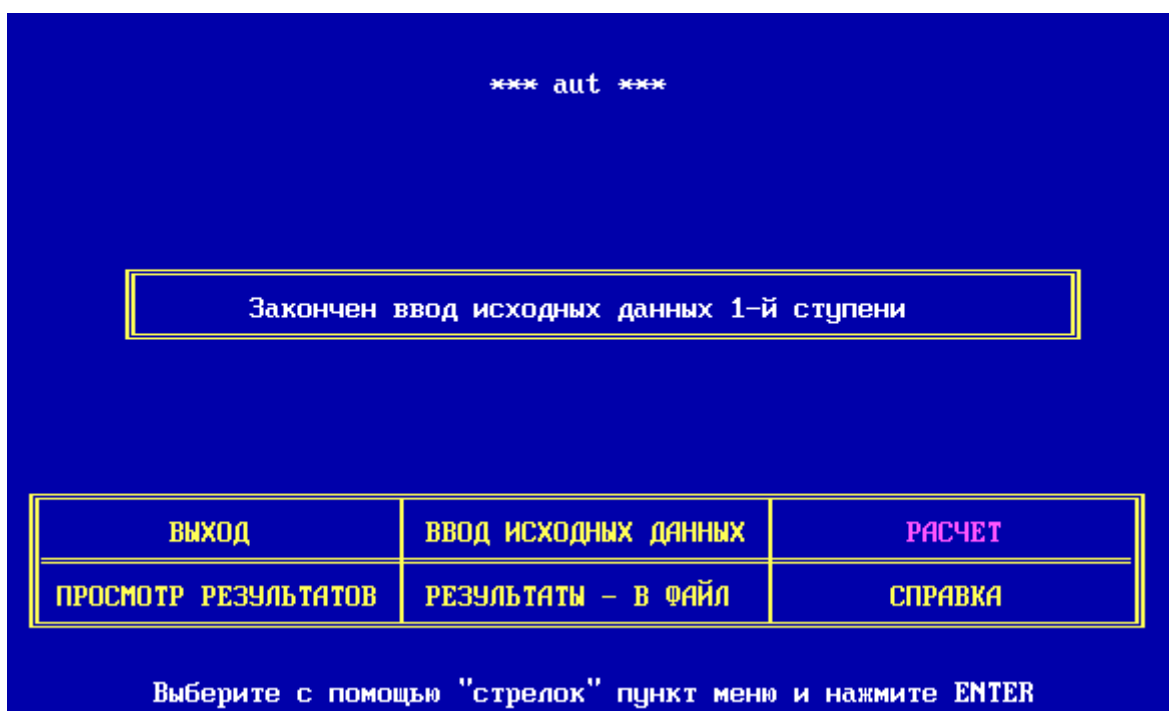 *** aut ***
Закончен ввод исходных данных 1-й ступени
ВЫХОД ВВОД ИСХОДНЫХ ДАННЫХ РАСЧЕТ
ПРОСМОТР РЕЗУЛЬТАТОВ РЕЗУЛЬТАТЫ - В ФАЙЛ СПРАВКА
Выберите с помощью "стрелок" пункт меню и нажмите ENTER